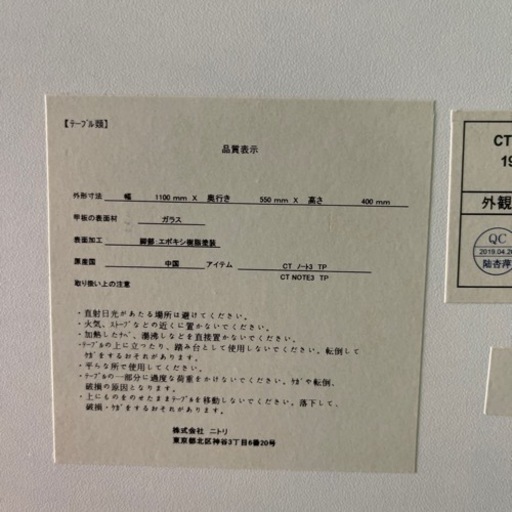 【ﾃｰﾌﾞﾙ類】
品質表示
外形寸法 幅 1100 mm X 奥行き 550 mm X 高さ 400 mm
甲板の表面材 ガラス
表面加工 脚部 エポキシ樹脂塗装
原産国 中国 アイテム CT ﾉｰﾄ3 TP
CT NOTE3 TP
取り扱い上の注意
・直射日光があたる場所は避けてください。
・火気、ｽﾄｰﾌﾞなどの近くに置かないでください。
・加熱したﾅﾍﾞ、湯沸しなどを直接置かないでください。
・ﾃｰﾌﾞﾙの上に立ったり、踏み台として使用しないでください。転倒して
ｹｶﾞをするおそれがあります。
・平らな所で使用してください。
・ﾃｰﾌﾞﾙの一部分に過度な荷重をかけないでください。ｹｶﾞや転倒、
破損の原因となります。
・上にものをのせたままﾃｰﾌﾞﾙを移動しないでください。落下して、
破損・ｹｶﾞをするおそれがあります。
株式会社 ニトリ
東京都北区神谷3丁目6番20号
CT
19
外観
QC
2019.04.20
陆杏萍